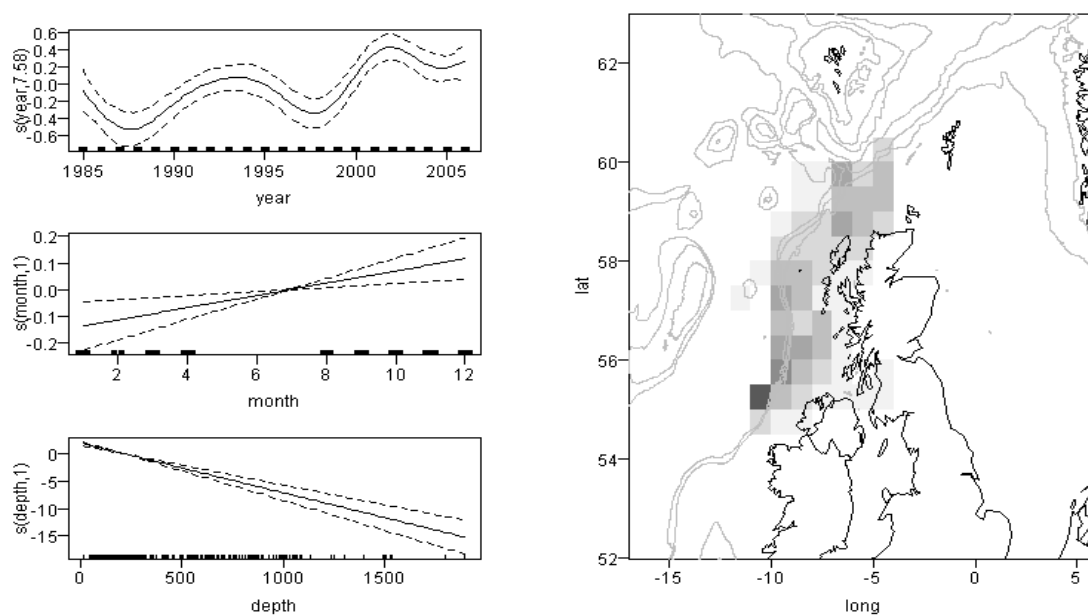 s(year,7.58)
0.6
0.4
0.2
0.0
-0.2
-0.4
-0.6
1985 1990 1995 2000 2005
year
s(month,1)
0.2
0.1
0.0
-0.1
-0.2
2 4 6 8 10 12
month
s(depth,1)
0
-5
-10
-15
0 500 1000 1500
depth
lat
62
60
58
56
54
52
-15 -10 -5 0 5
long